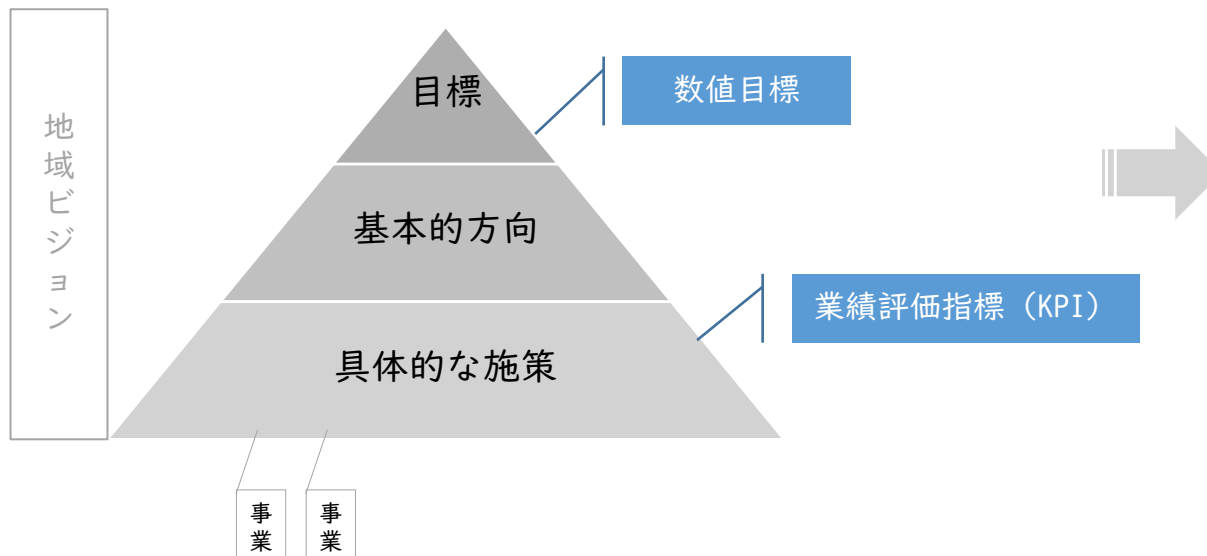 地域ビジョン
目標
数値目標
基本的方向
業績評価指標（KPI）
具体的な施策
事業
事業